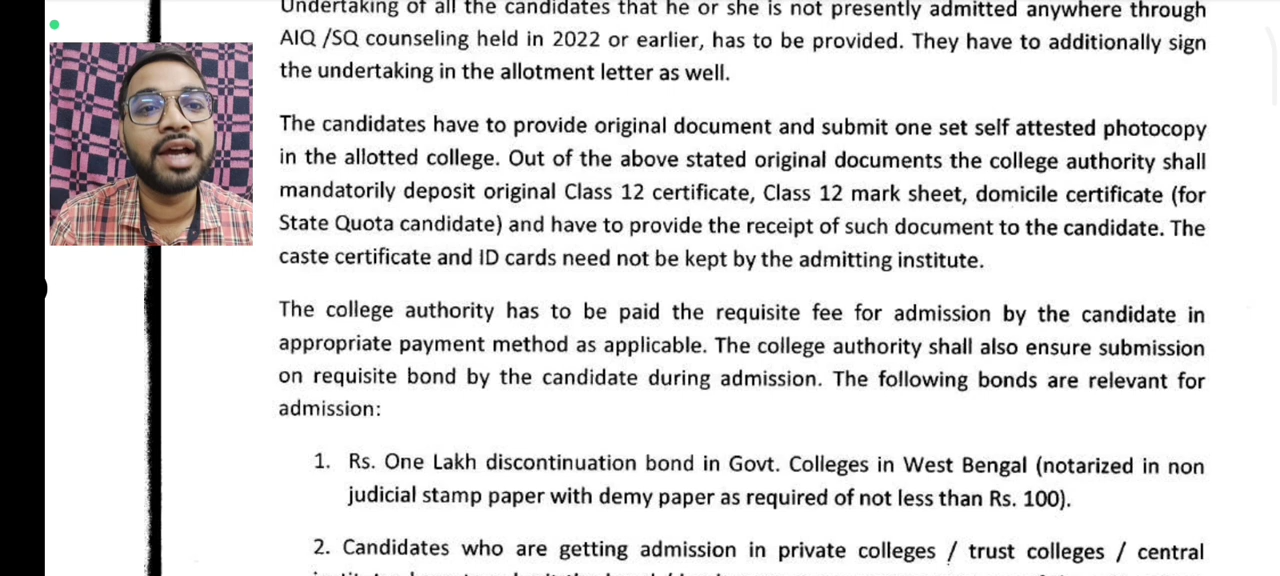 Undertaking of all the candidates that he or she is not presently admitted anywhere through
AIQ /SQ counseling held in 2022 or earlier, has to be provided. They have to additionally sign
the undertaking in the allotment letter as well.
The candidates have to provide original document and submit one set self attested photocopy
in the allotted college. Out of the above stated original documents the college authority shall
mandatorily deposit original Class 12 certificate, Class 12 mark sheet, domicile certificate (for
State Quota candidate) and have to provide the receipt of such document to the candidate. The
caste certificate and ID cards need not be kept by the admitting institute.
The college authority has to be paid the requisite fee for admission by the candidate in
appropriate payment method as applicable. The college authority shall also ensure submission
on requisite bond by the candidate during admission. The following bonds are relevant for
admission:
1. Rs. One Lakh discontinuation bond in Govt. Colleges in West Bengal (notarized in non
judicial stamp paper with demy paper as required of not less than Rs. 100).
2. Candidates who are getting admission in private colleges / trust colleges / central